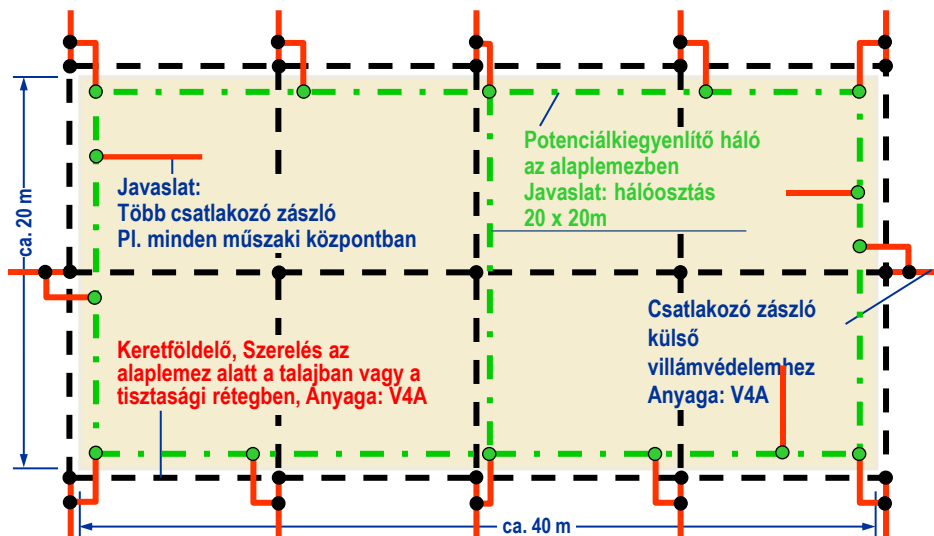 Potenciálkiegyenlítő háló
az alaplemezben
Javaslat: hálóosztás
20 x 20m
Javaslat:
Több csatlakozó zászló
Pl. minden műszaki központban
ca. 20 m
Csatlakozó zászló
külső
villámvédelemhez
Anyaga: V4A
Keretföldelő, Szerelés az
alaplemez alatt a talajban vagy a
tisztasági rétegben, Anyaga: V4A
ca. 40 m